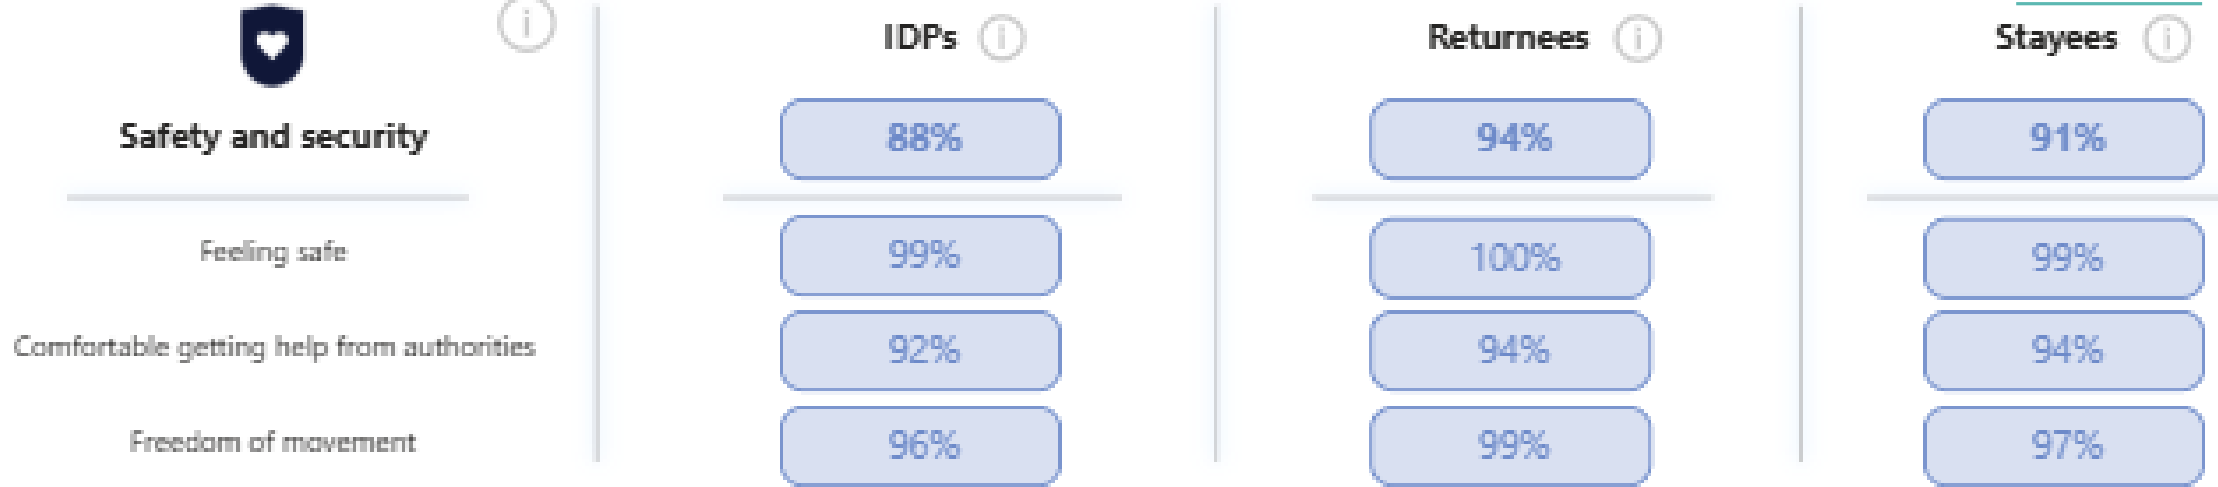 IDPs
Returnees
Stayees
Safety and security
88%
94%
91%
Feeling safe
99%
100%
99%
Comfortable getting help from authorities
92%
94%
94%
Freedom of movement
96%
99%
97%